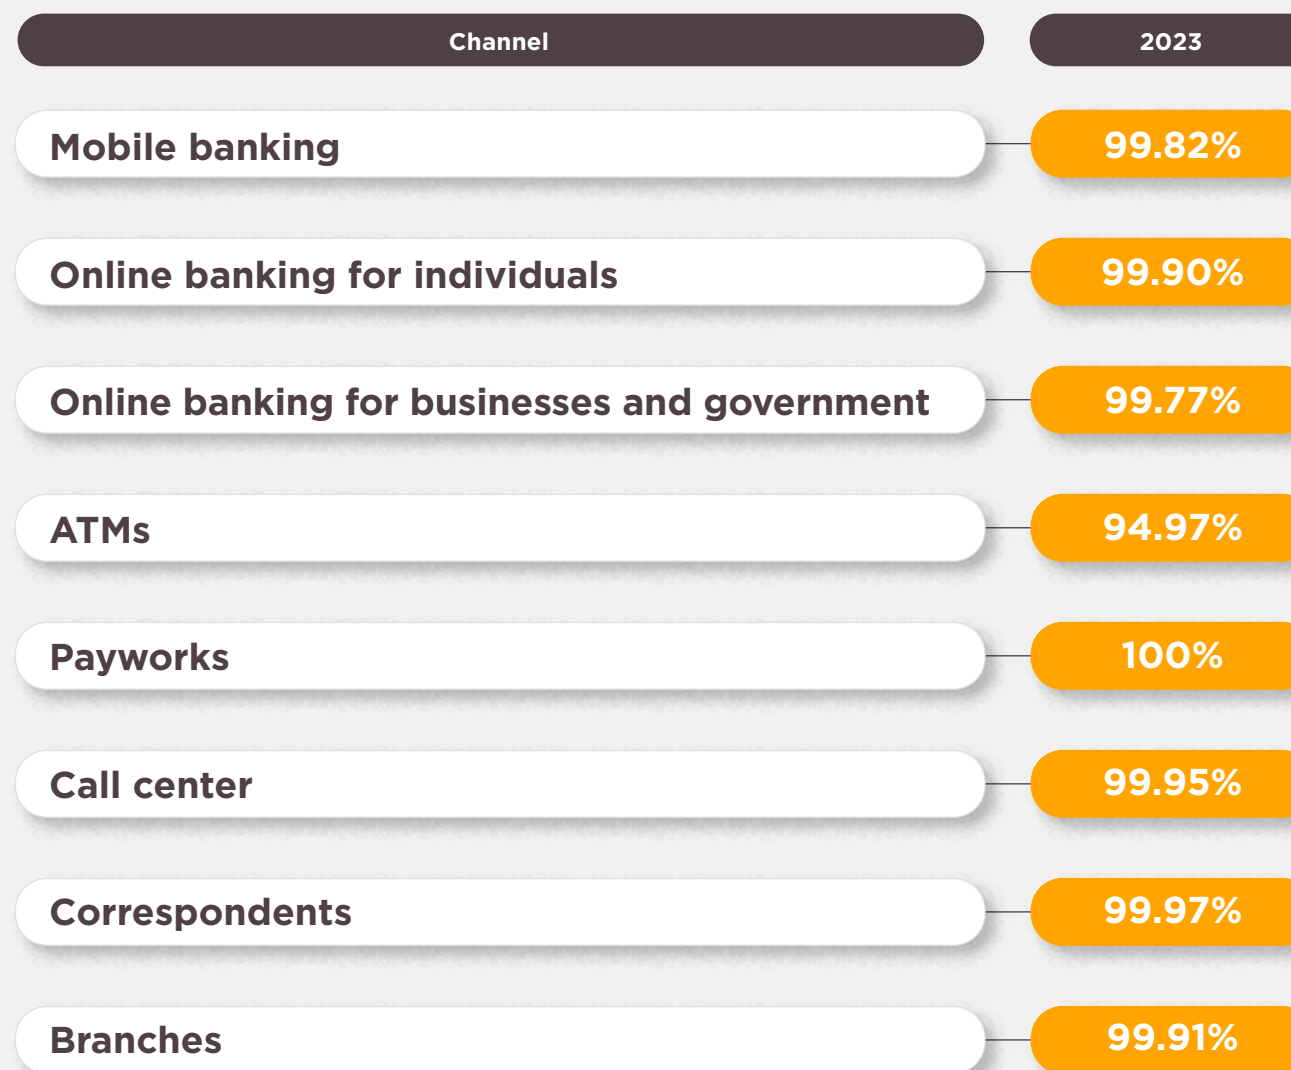 Channel 2023
Mobile banking 99.82%
Online banking for individuals 99.90%
Online banking for businesses and government 99.77%
ATMs 94.97%
Payworks 100%
Call center 99.95%
Correspondents 99.97%
Branches 99.91%